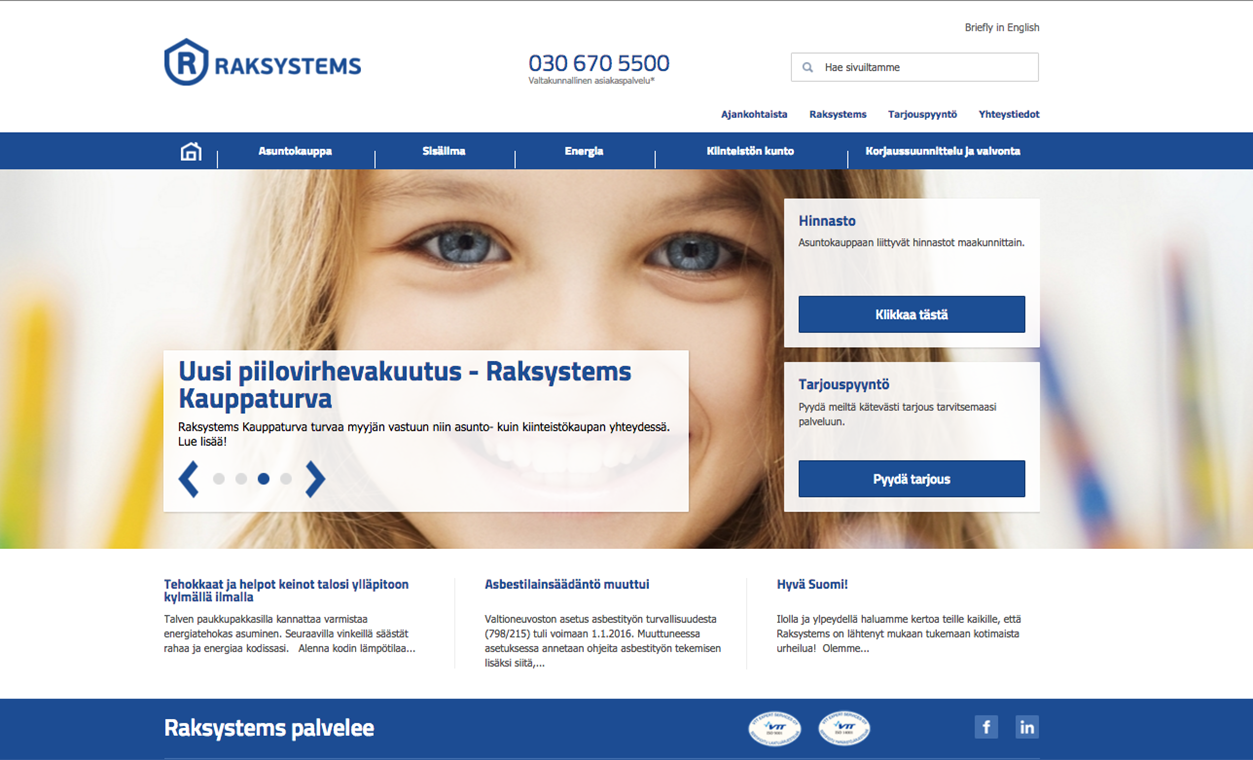 Briefly in English
R RAKSYSTEMS
030 670 5500
Valtakunnallinen asiakaspalvelu*
Hae sivuiltamme
Ajankohtaista Raksystems Tarjouspyyntö Yhteystiedot
Asuntokauppa Sisäilma Energia Kiinteistön kunto Korjaussuunnittelu ja valvonta
Hinnasto
Asuntokauppaan liittyvät hinnastot maakunnittain.
Klikkaa tästä
Uusi piilovirhevakuutus - Raksystems
Kauppaturva
Raksystems Kauppaturva turvaa myyjän vastuun niin asunto- kuin kiinteistökaupan yhteydessä.
Lue lisää!
Tarjouspyyntö
Pyydä meiltä kätevästi tarjous tarvitsemaasi
palveluun.
Pyydä tarjous
Tehokkaat ja helpot keinot talosi ylläpitoon
kylmällä ilmalla
Talven paukkupakkasilla kannattaa varmistaa
energiatehokas asuminen. Seuraavilla vinkeillä säästät
rahaa ja energiaa kodissasi. Alenna kodin lämpötilaa...
Asbestilainsäädäntö muuttui
Valtioneuvoston asetus asbestityön turvallisuudesta
(798/215) tuli voimaan 1.1.2016. Muuttuneessa
asetuksessa annetaan ohjeita asbestityön tekemisen
lisäksi siitä,...
Hyvä Suomi!
Ilolla ja ylpeydellä haluamme kertoa teille kaikille, että
Raksystems on lähtenyt mukaan tukemaan kotimaista
urheilua! Olemme...
Raksystems palvelee
VTT
VTT
f in